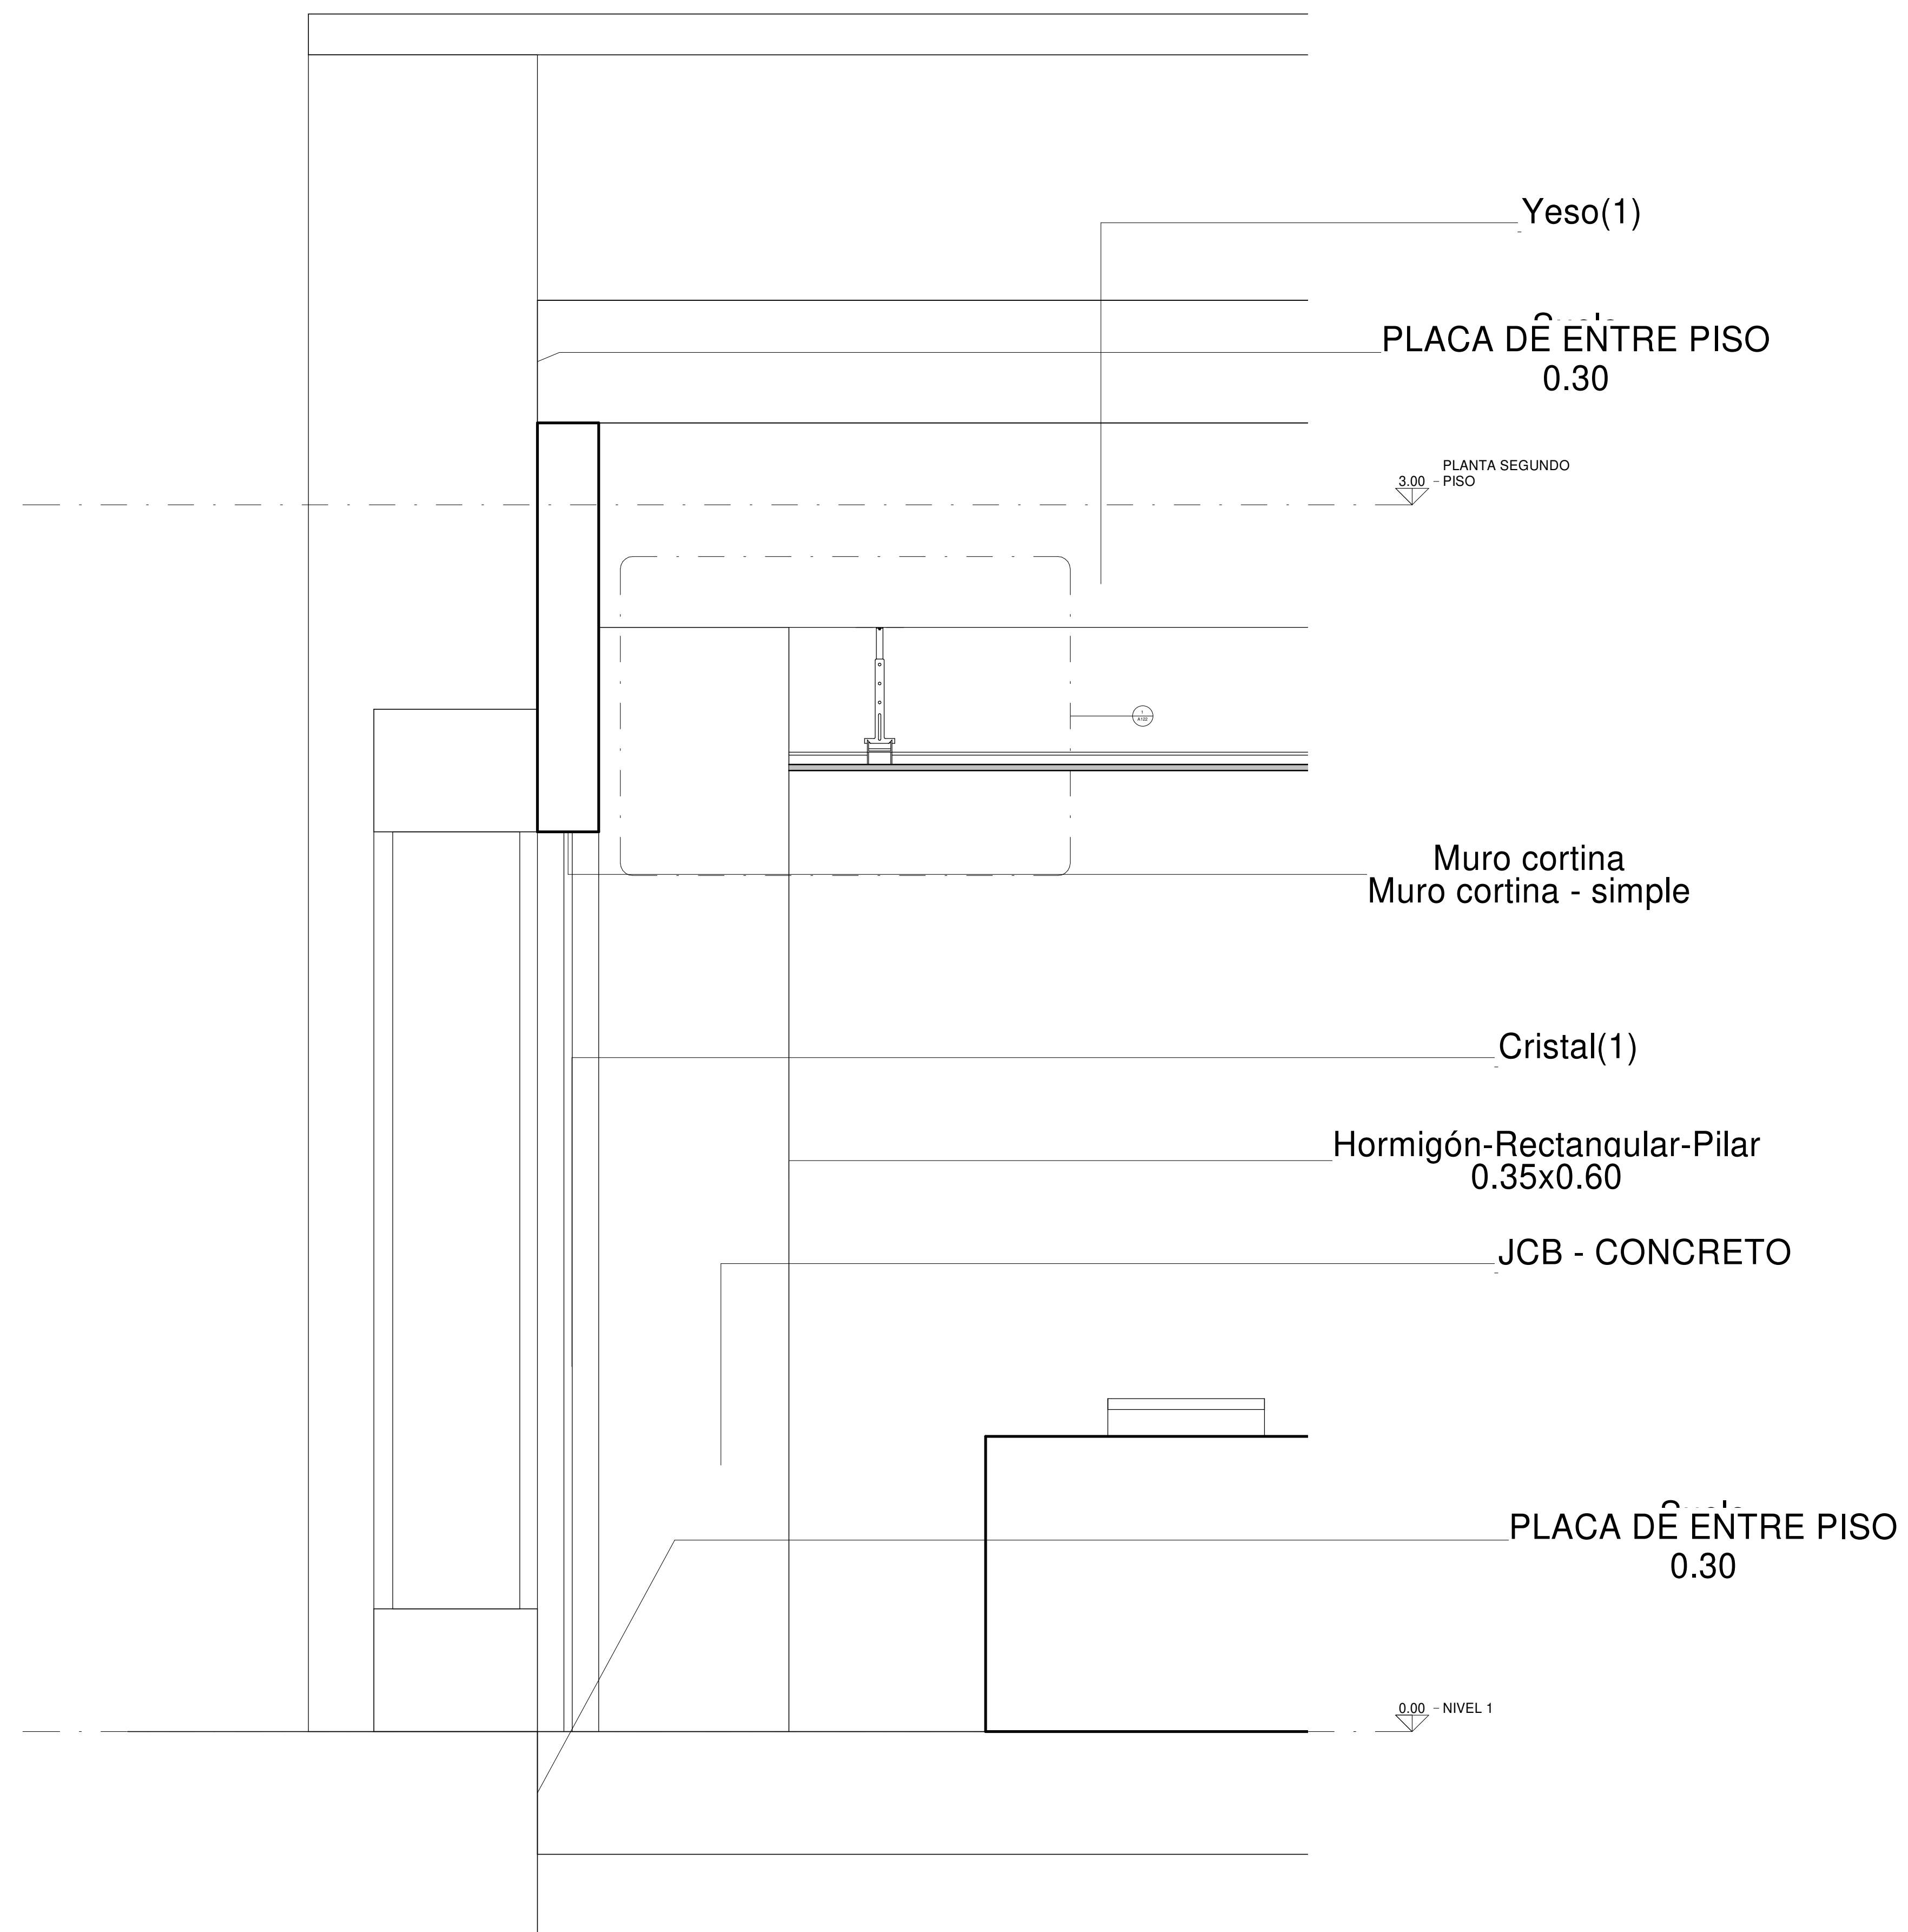 Yeso(1)
PLACA DE ENTRE PISO
0.30
PLANTA SEGUNDO
3.00 - PISO
1
A102
Muro cortina
Muro cortina - simple
Cristal(1)
Hormigón-Rectangular-Pilar
0.35x0.60
JCB - CONCRETO
PLACA DE ENTRE PISO
0.30
0.00 - NIVEL 1